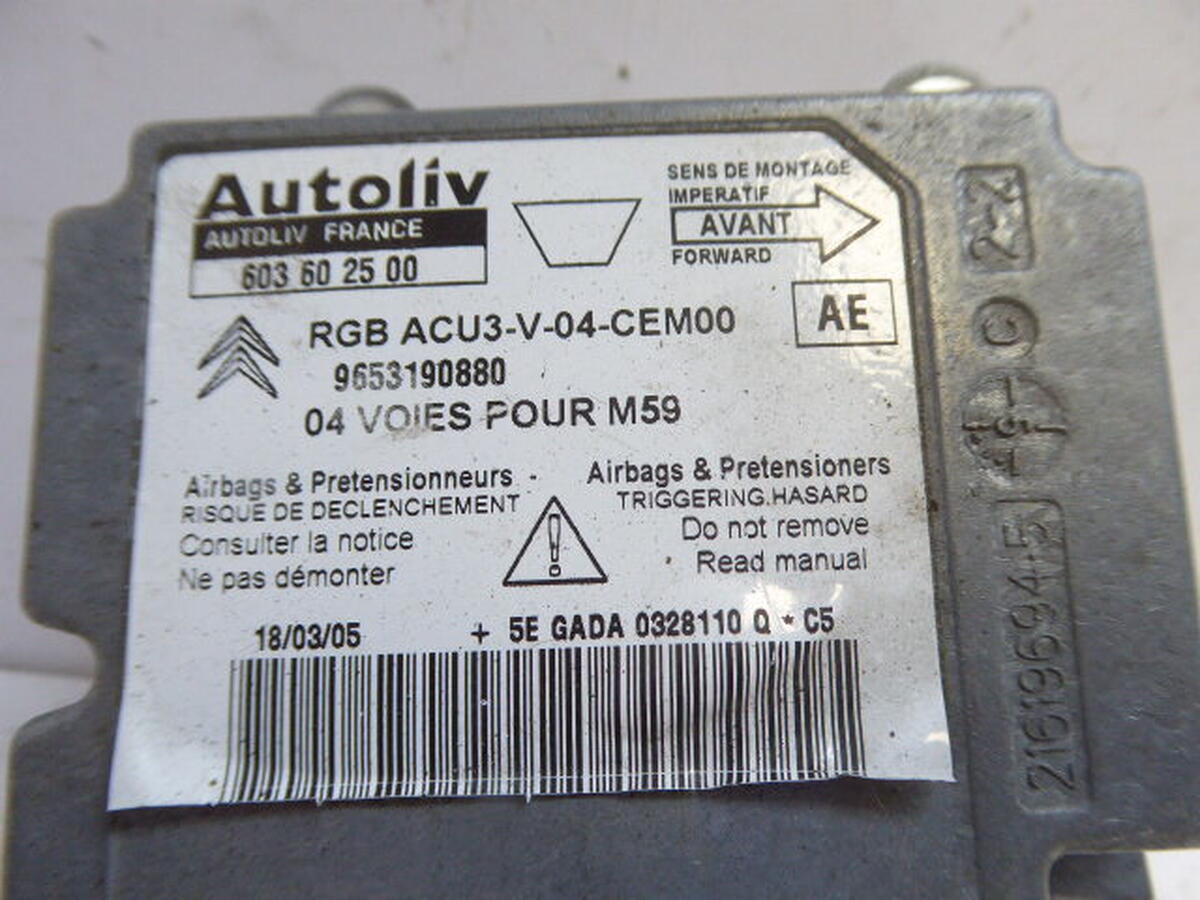 Autoliv
AUTOLIV FRANCE
603 60 25 00
SENS DE MONTAGE
IMPERATIF
AVANT
FORWARD
AE
RGB ACU3-V-04-CEM00
9653190880
04 VOIES POUR M59
Airbags & Pretensionneurs -
RISQUE DE DECLENCHEMENT
Consulter la notice
Ne pas démonter
Airbags & Pretensioners
TRIGGERING.HASARD
Do not remove
Read manual
18/03/05
+ 5E GADA 0328110 Q * C5
2-2
C
216196945